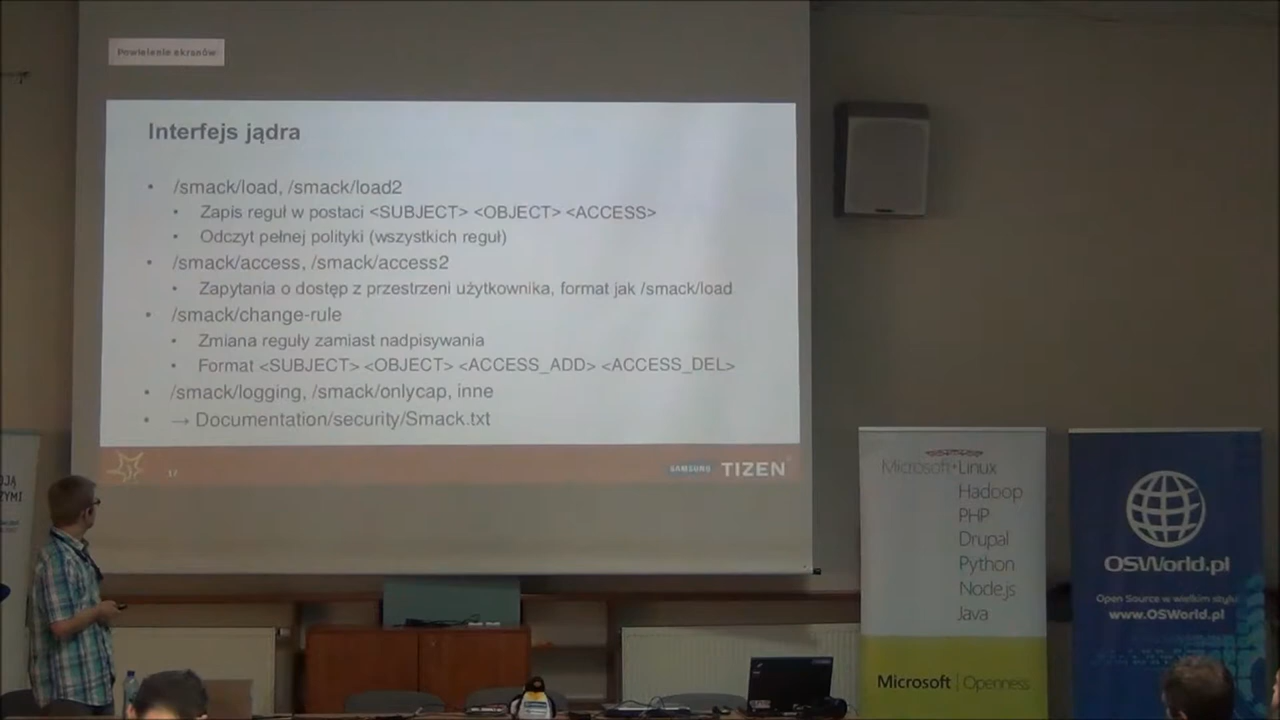 Powielenie ekranów
Interfejs jądra
• /smack/load, /smack/load2
• Zapis reguł w postaci <SUBJECT> <OBJECT> <ACCESS>
• Odczyt pełnej polityki (wszystkich reguł)
• /smack/access, /smack/access2
• Zapytania o dostęp z przestrzeni użytkownika, format jak /smack/load
• /smack/change-rule
• Zmiana reguły zamiast nadpisywania
• Format <SUBJECT> <OBJECT> <ACCESS_ADD> <ACCESS_DEL>
• /smack/logging, /smack/onlycap, inne
• → Documentation/security/Smack.txt
17
SAMSUNG TIZEN
Microsoft+Linux
Hadoop
PHP
Drupal
Python
Node.js
Java
Microsoft | Openness
OSWorld.pl
Open Source w wielkim stylu
www.OSWorld.pl